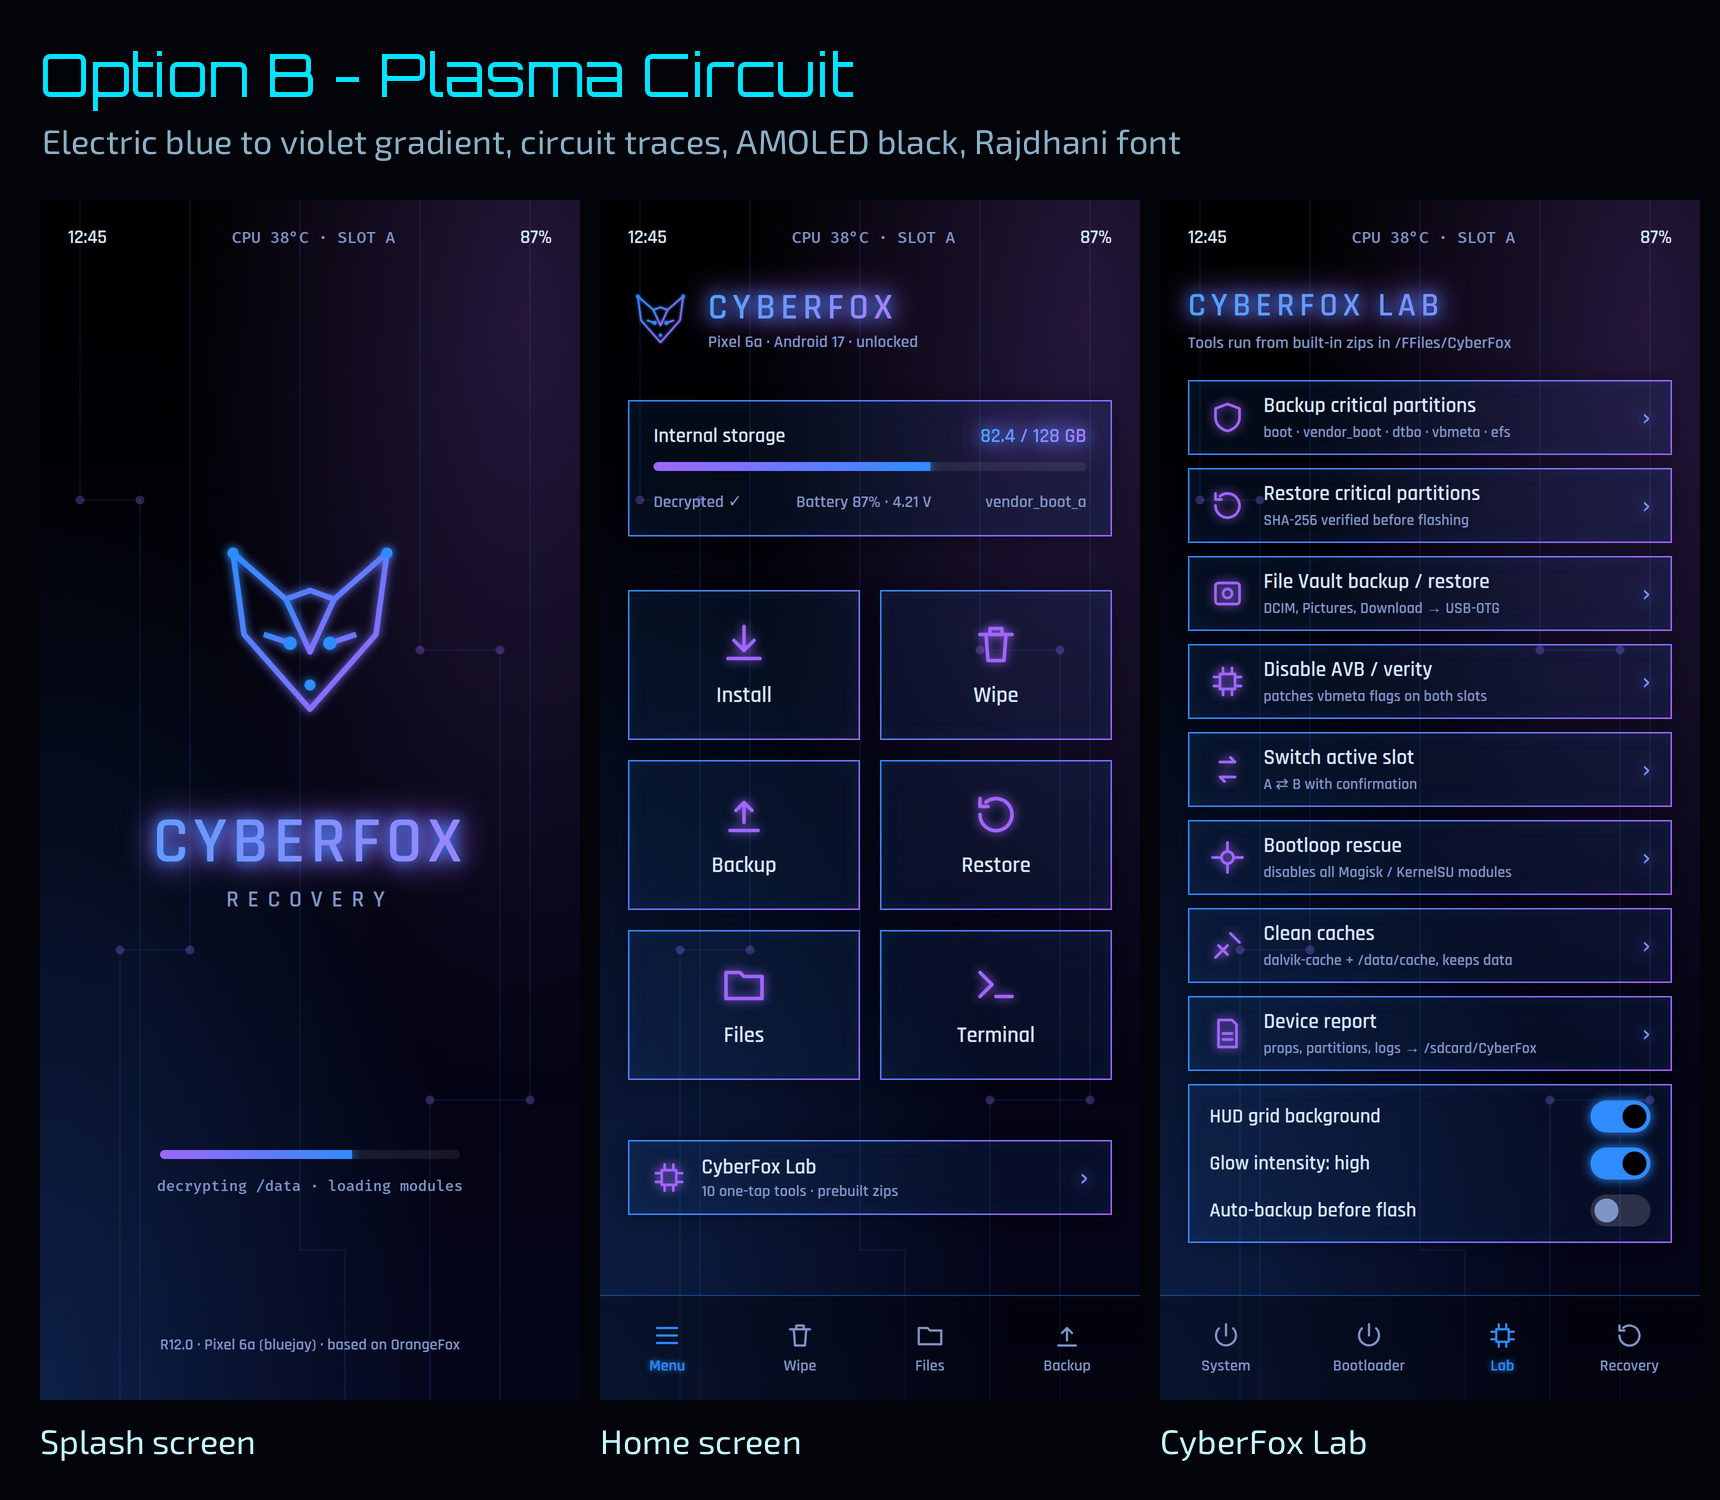 Option B - Plasma Circuit
Electric blue to violet gradient, circuit traces, AMOLED black, Rajdhani font
12:45 CPU 38°C · SLOT A 87%
CYBERFOX
RECOVERY
decrypting /data · loading modules
R12.0 · Pixel 6a (bluejay) · based on OrangeFox
Splash screen
12:45 CPU 38°C · SLOT A 87%
CYBERFOX
Pixel 6a · Android 17 · unlocked
Internal storage 82.4 / 128 GB
Decrypted ✓ Battery 87% · 4.21 V vendor_boot_a
Install Wipe
Backup Restore
Files Terminal
CyberFox Lab ›
10 one-tap tools · prebuilt zips
Menu Wipe Files Backup
Home screen
12:45 CPU 38°C · SLOT A 87%
CYBERFOX LAB
Tools run from built-in zips in /FFiles/CyberFox
Backup critical partitions ›
boot · vendor_boot · dtbo · vbmeta · efs
Restore critical partitions ›
SHA-256 verified before flashing
File Vault backup / restore ›
DCIM, Pictures, Download → USB-OTG
Disable AVB / verity ›
patches vbmeta flags on both slots
Switch active slot ›
A ⇄ B with confirmation
Bootloop rescue ›
disables all Magisk / KernelSU modules
Clean caches ›
dalvik-cache + /data/cache, keeps data
Device report ›
props, partitions, logs → /sdcard/CyberFox
HUD grid background
Glow intensity: high
Auto-backup before flash
System Bootloader Lab Recovery
CyberFox Lab